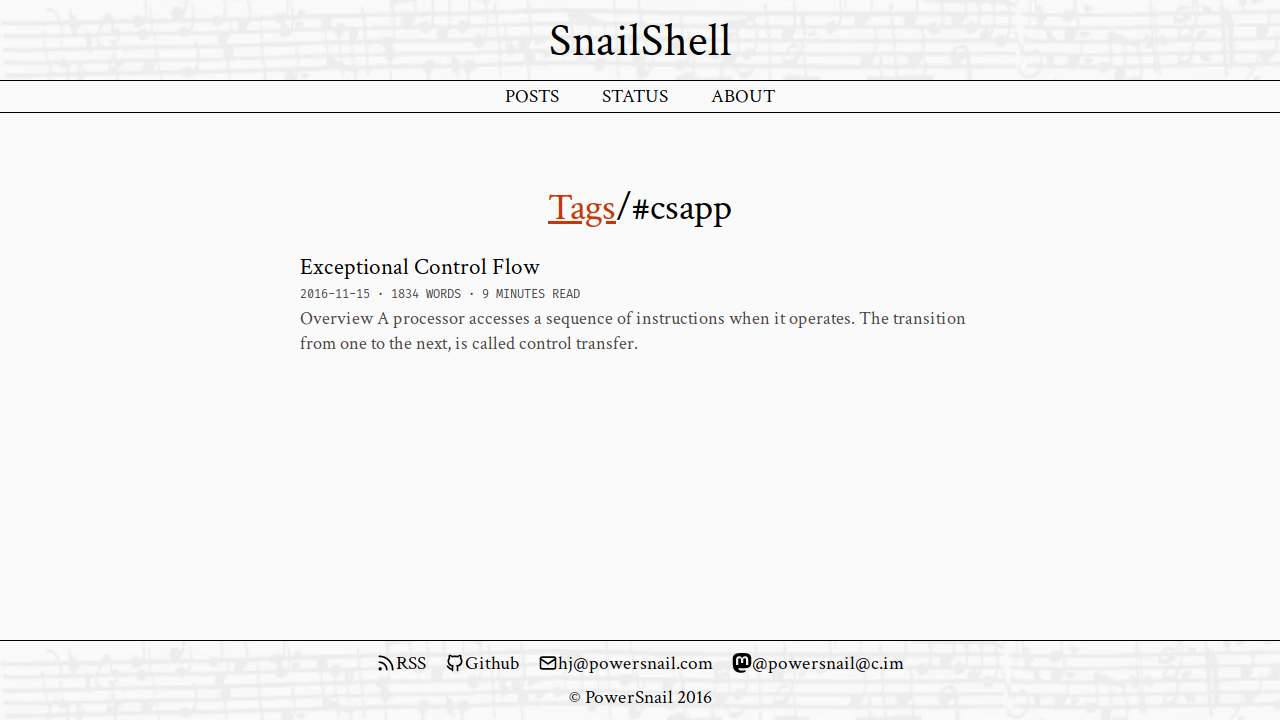 SnailShell
POSTS STATUS ABOUT
Tags/#csapp
Exceptional Control Flow
2016-11-15 · 1834 WORDS · 9 MINUTES READ
Overview A processor accesses a sequence of instructions when it operates. The transition
from one to the next, is called control transfer.
RSS Github hj@powersnail.com @powersnail@c.im
© PowerSnail 2016